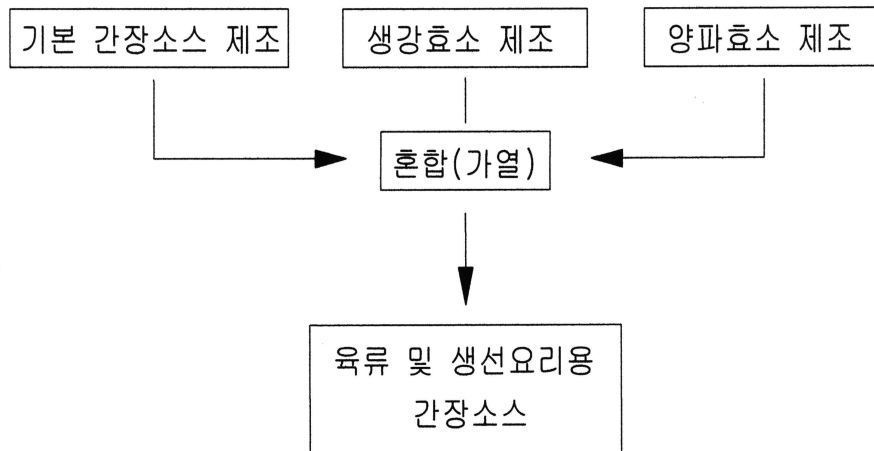 기본 간장소스 제조
생강효소 제조
양파효소 제조
혼합(가열)
육류 및 생선요리용
간장소스